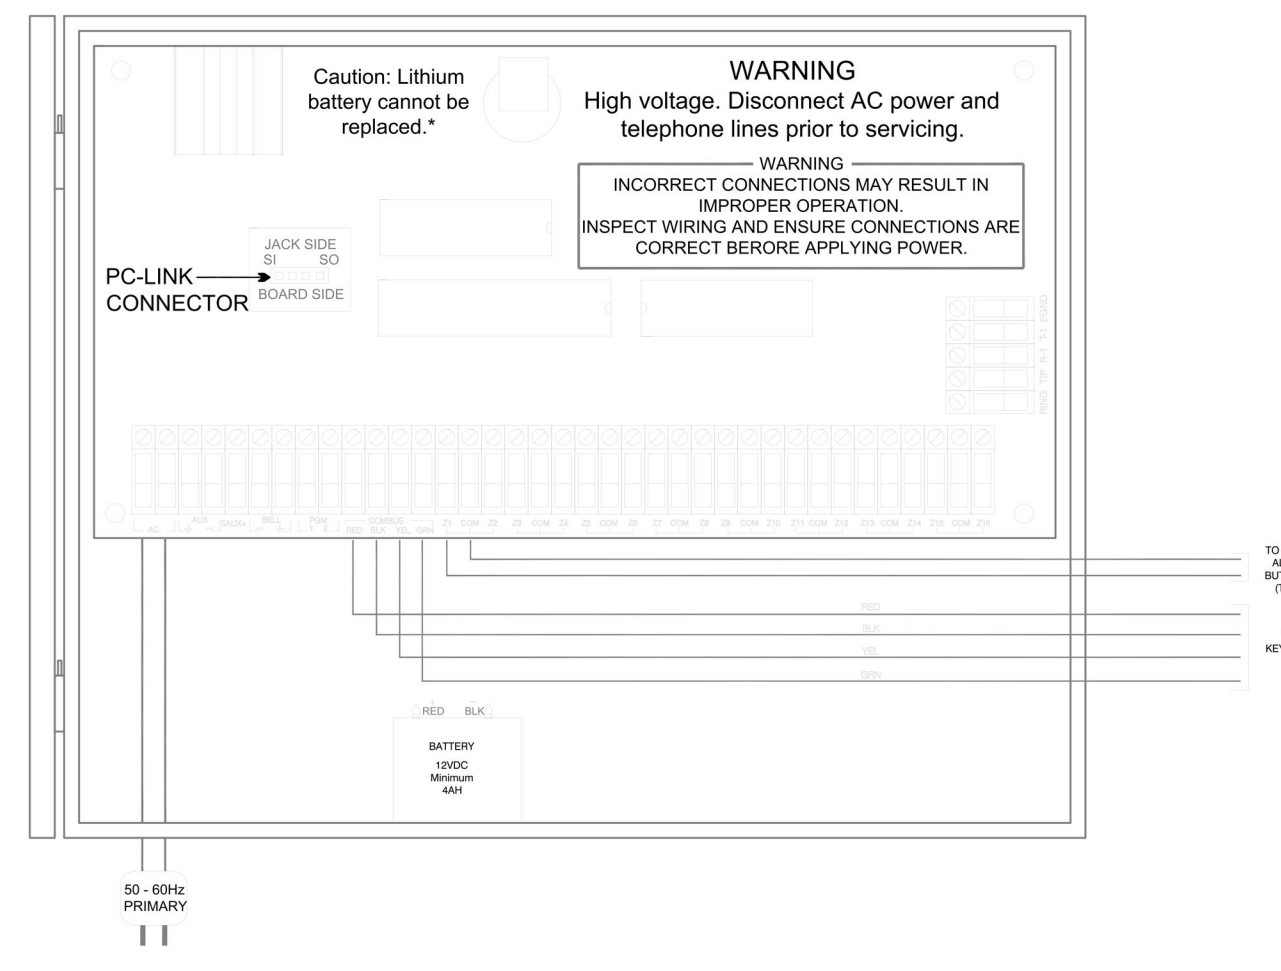 Caution: Lithium
battery cannot be
replaced.*
WARNING
High voltage. Disconnect AC power and
telephone lines prior to servicing.
WARNING
INCORRECT CONNECTIONS MAY RESULT IN
IMPROPER OPERATION.
INSPECT WIRING AND ENSURE CONNECTIONS ARE
CORRECT BERORE APPLYING POWER.
JACK SIDE
SI SO
PC-LINK
CONNECTOR
BOARD SIDE
EGND
T-1
R-1
TIP
RING
AC
AUX
+ -
SAUX+
BELL
- +
PGM
1 2
COMBUS
RED BLK YEL GRN
Z1 COM Z2 Z3 COM Z4 Z5 COM Z6 Z7 COM Z8 Z9 COM Z10 Z11 COM Z12 Z13 COM Z14 Z15 COM Z16
TO
RED
BLK
YEL
GRN
+ -
RED BLK
BATTERY
12VDC
Minimum
4AH
50 - 60Hz
PRIMARY